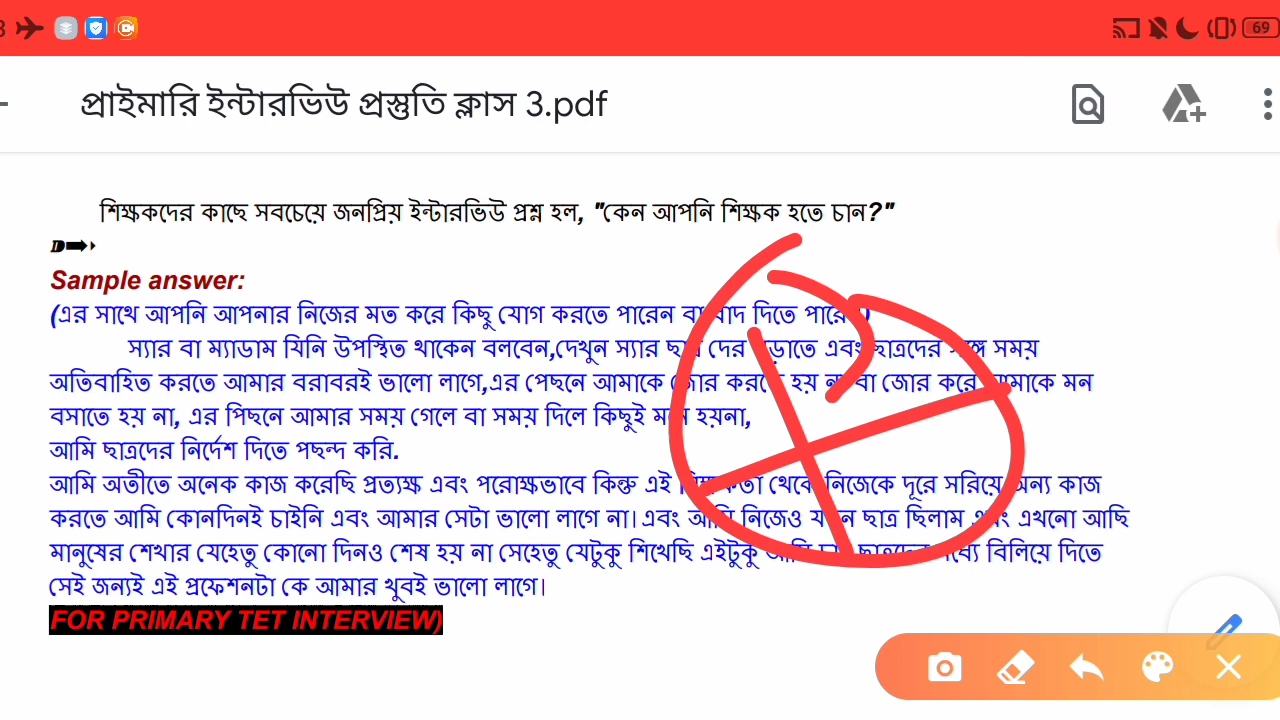 প্রাইমারি ইন্টারভিউ প্রস্তুতি ক্লাস 3.pdf
69
শিক্ষকদের কাছে সবচেয়ে জনপ্রিয় ইন্টারভিউ প্রশ্ন হল, "কেন আপনি শিক্ষক হতে চান?"
Sample answer:
(এর সাথে আপনি আপনার নিজের মত করে কিছু যোগ করতে পারেন বা বাদ দিতে পারেন)
স্যার বা ম্যাডাম যিনি উপস্থিত থাকেন বলবেন,দেখুন স্যার ছাত্র দের পড়াতে এবং ছাত্রদের সঙ্গে সময়
অতিবাহিত করতে আমার বরাবরই ভালো লাগে,এর পেছনে আমাকে জোর করতে হয় না বা জোর করে আমাকে মন
বসাতে হয় না, এর পিছনে আমার সময় গেলে বা সময় দিলে কিছুই মনে হয়না,
আমি ছাত্রদের নির্দেশ দিতে পছন্দ করি.
আমি অতীতে অনেক কাজ করেছি প্রত্যক্ষ এবং পরোক্ষভাবে কিন্তু এই শিক্ষকতা থেকে নিজেকে দূরে সরিয়ে অন্য কাজ
করতে আমি কোনদিনই চাইনি এবং আমার সেটা ভালো লাগে না।এবং আমি নিজেও যখন ছাত্র ছিলাম এবং এখনো আছি
মানুষের শেখার যেহেতু কোনো দিনও শেষ হয় না সেহেতু যেটুকু শিখেছি এইটুকু আমি ছাত্রদের মধ্যে বিলিয়ে দিতে
সেই জন্যই এই প্রফেশনটা কে আমার খুবই ভালো লাগে।
FOR PRIMARY TET INTERVIEW)